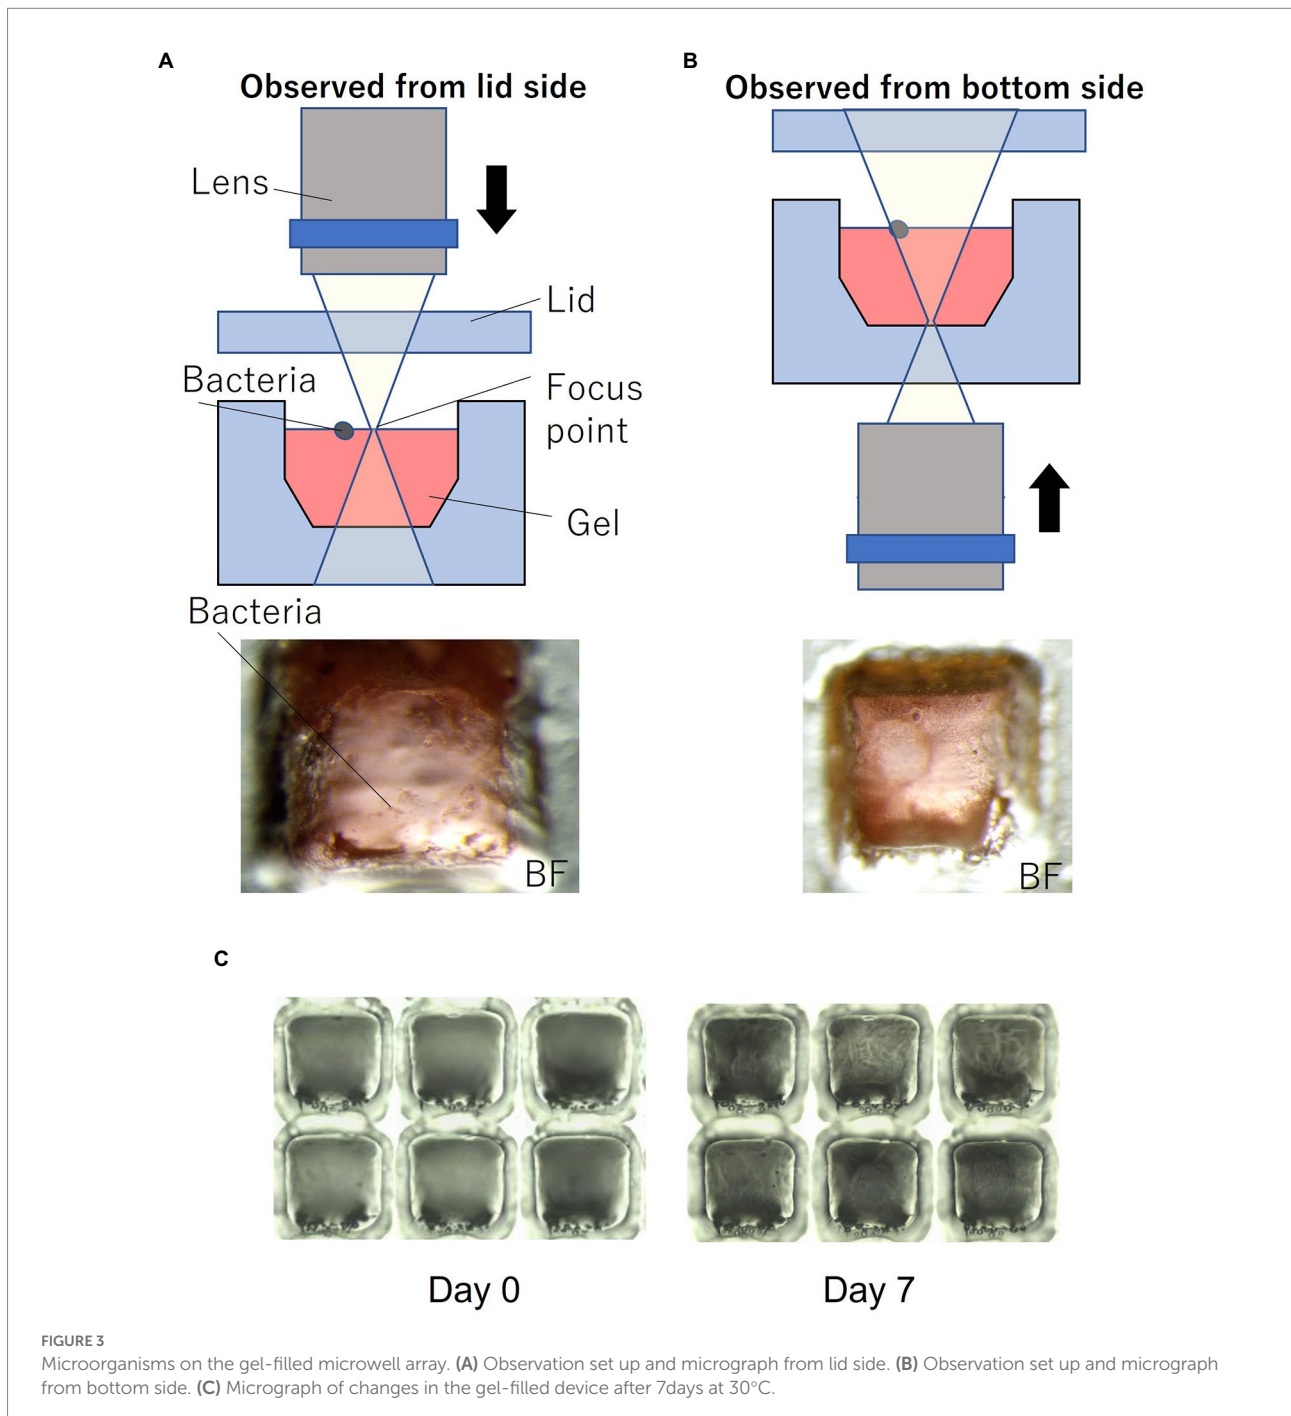 A
Observed from lid side
Lens
Lid
Bacteria
Focus
point
Gel
Bacteria
BF
B
Observed from bottom side
BF
C
Day 0
Day 7
FIGURE 3
Microorganisms on the gel-filled microwell array. (A) Observation set up and micrograph from lid side. (B) Observation set up and micrograph
from bottom side. (C) Micrograph of changes in the gel-filled device after 7days at 30°C.